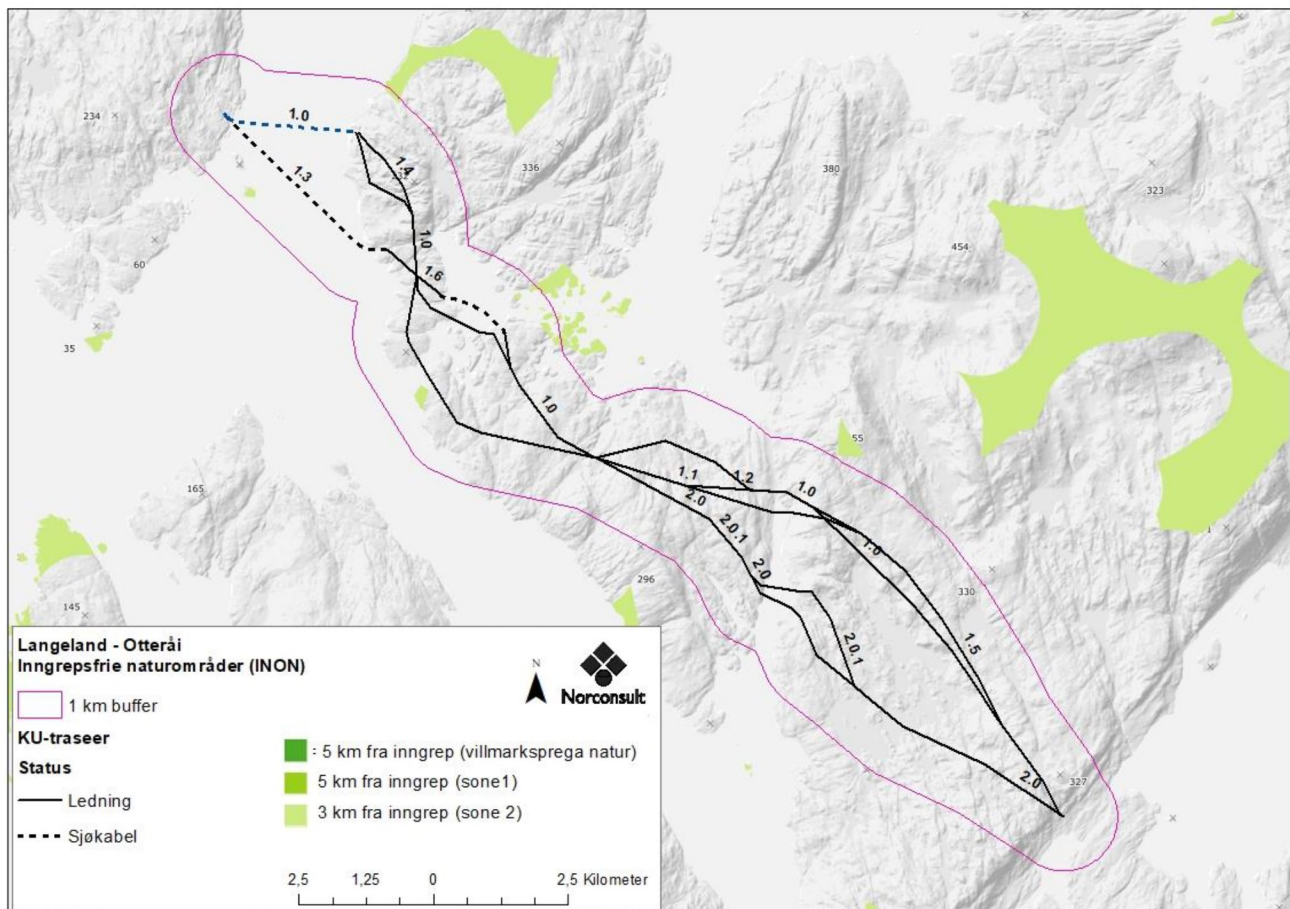 234
1.0
336
380
323
1.4
1.3
454
60
1.0
1.6
35
1.0
55
165
1.1
1.2
1.0
2.0
2.0.1
1.0
2.0
296
330
145
1.5
2.0.1
327
2.0
Langeland - Otteråi
Inngrepsfrie naturområder (INON)
N
Norconsult
1 km buffer
KU-traseer
Status
Ledning
Sjøkabel
: 5 km fra inngrep (villmarksprega natur)
5 km fra inngrep (sone1)
3 km fra inngrep (sone 2)
2,5 1,25 0 2,5 Kilometer